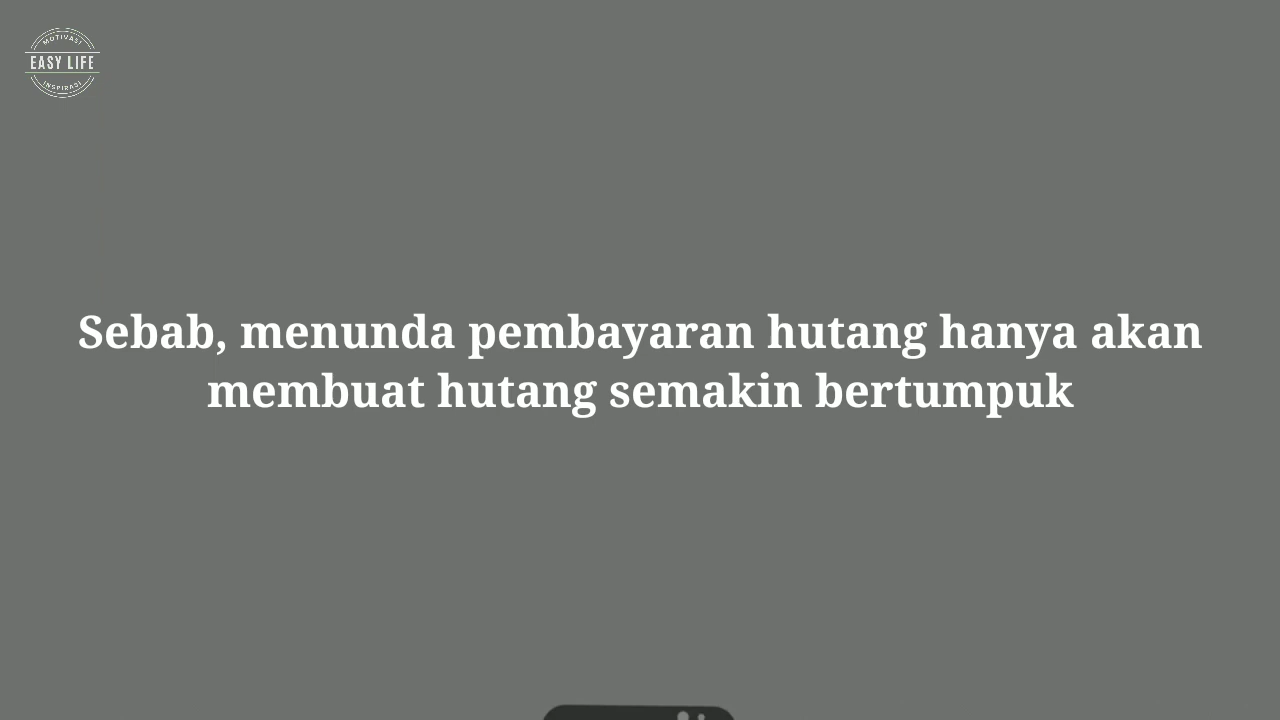 MOTIVASI
EASY LIFE
INSPIRASI
Sebab, menunda pembayaran hutang hanya akan
membuat hutang semakin bertumpuk